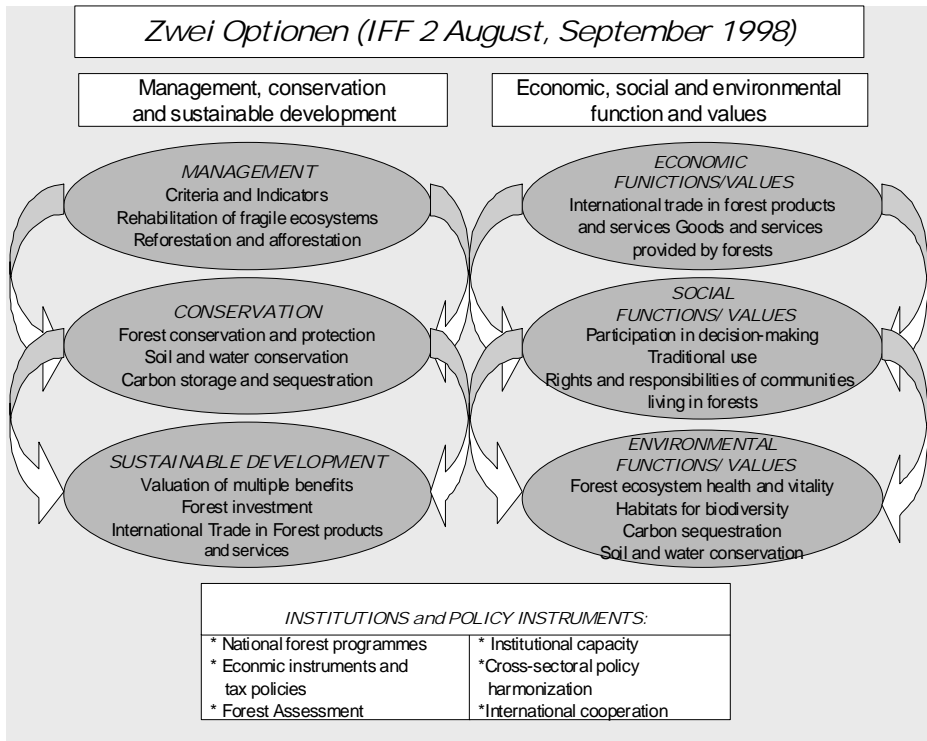 Zwei Optionen (IFF 2 August, September 1998)
Management, conservation
and sustainable development
MANAGEMENT
Criteria and Indicators
Rehabilitation of fragile ecosystems
Reforestation and afforestation
CONSERVATION
Forest conservation and protection
Soil and water conservation
Carbon storage and sequestration
SUSTAINABLE DEVELOPMENT
Valuation of multiple benefits
Forest investment
International Trade in Forest products
and services
Economic, social and environmental
function and values
ECONOMIC
FUNICTIONS/VALUES
International trade in forest products
and services Goods and services
provided by forests
SOCIAL
FUNCTIONS/ VALUES
Participation in decision-making
Traditional use
Rights and responsibilities of communities
living in forests
ENVIRONMENTAL
FUNCTIONS/ VALUES
Forest ecosystem health and vitality
Habitats for biodiversity
Carbon sequestration
Soil and water conservation
INSTITUTIONS and POLICY INSTRUMENTS:
* National forest programmes
* Econmic instruments and
tax policies
* Forest Assessment
* Institutional capacity
*Cross-sectoral policy
harmonization
*International cooperation